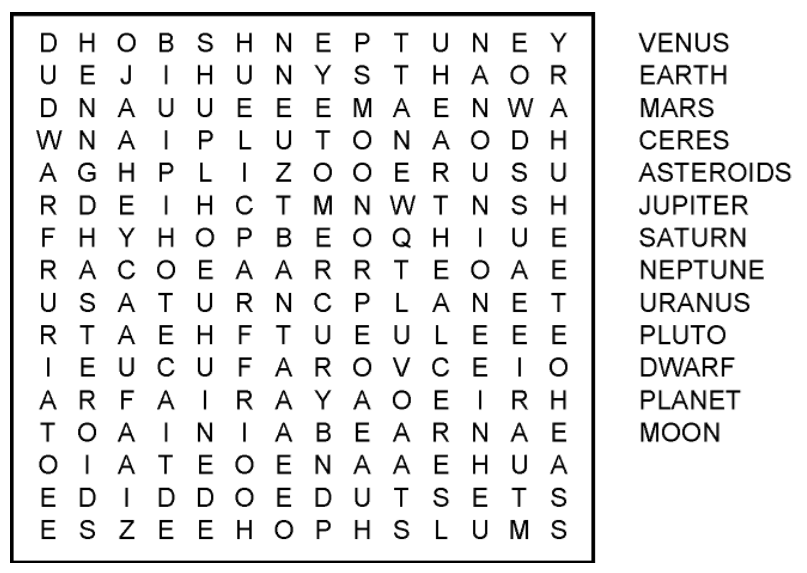 D H O B S H N E P T U N E Y VENUS
U E J I H U N Y S T H A O R EARTH
D N A U U E E E M A E N W A MARS
W N A I P L U T O N A O D H CERES
A G H P L I Z O O E R U S U ASTEROIDS
R D E I H C T M N W T N S H JUPITER
F H Y H O P B E O Q H I U E SATURN
R A C O E A A R R T E O A E NEPTUNE
U S A T U R N C P L A N E T URANUS
R T A E H F T U E U L E E E PLUTO
I E U C U F A R O V C E I O DWARF
A R F A I R A Y A O E I R H PLANET
T O A I N I A B E A R N A E MOON
O I A T E O E N A A E H U A
E D I D D O E D U T S E T S
E S Z E E H O P H S L U M S